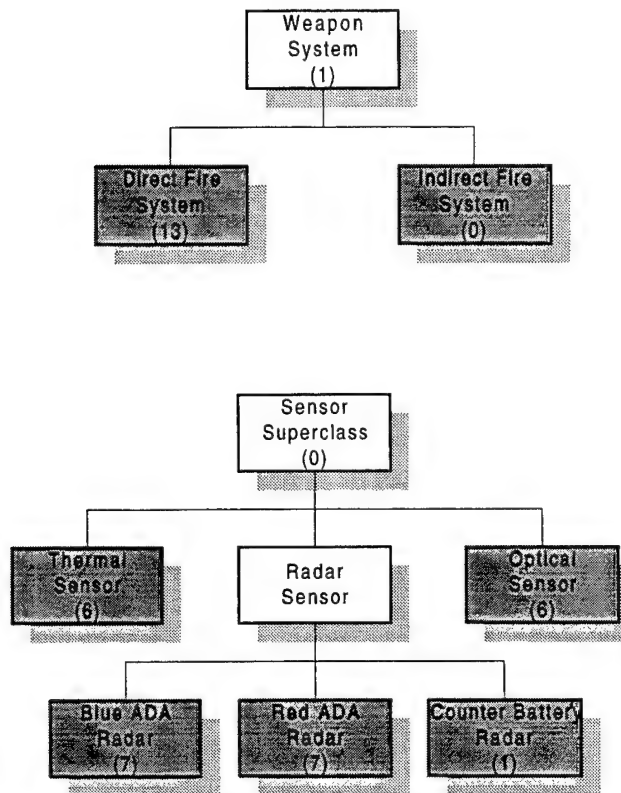 Weapon
System
(1)
Direct Fire
System
(13)
Indirect Fire
System
(0)
Sensor
Superclass
(0)
Thermal
Sensor
(6)
Radar
Sensor
Optical
Sensor
(6)
Blue ADA
Radar
(7)
Red ADA
Radar
(7)
Counter Battery
Radar
(1)